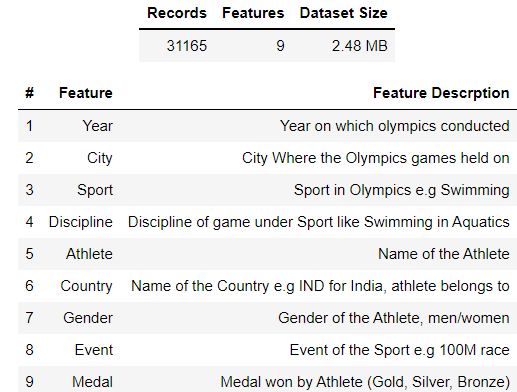 Records Features Dataset Size
31165 9 2.48 MB
# Feature Feature Descrption
1 Year Year on which olympics conducted
2 City City Where the Olympics games held on
3 Sport Sport in Olympics e.g Swimming
4 Discipline Discipline of game under Sport like Swimming in Aquatics
5 Athlete Name of the Athlete
6 Country Name of the Country e.g IND for India, athlete belongs to
7 Gender Gender of the Athlete, men/women
8 Event Event of the Sport e.g 100M race
9 Medal Medal won by Athlete (Gold, Silver, Bronze)